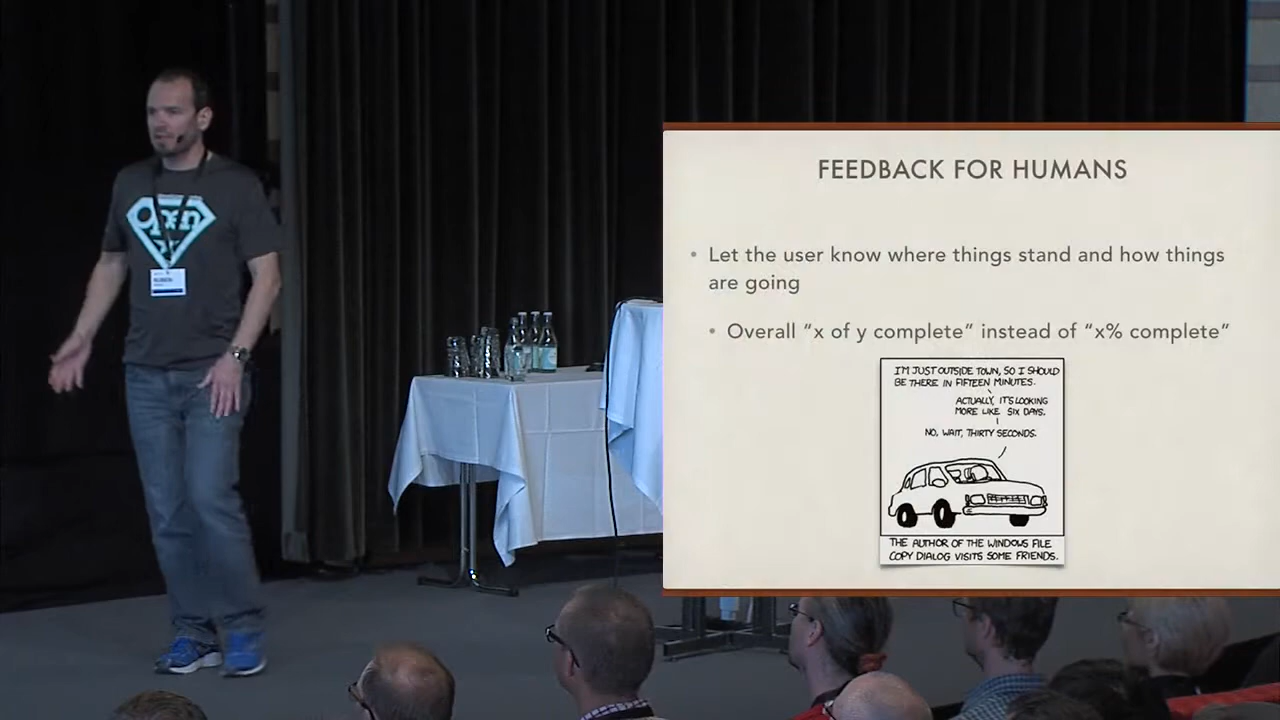 open
FEEDBACK FOR HUMANS
• Let the user know where things stand and how things
are going
• Overall “x of y complete” instead of “x% complete”
I'M JUST OUTSIDE TOWN, SO I SHOULD
BE THERE IN FIFTEEN MINUTES.
ACTUALLY, IT'S LOOKING
MORE LIKE SIX DAYS.
NO, WAIT, THIRTY SECONDS.
THE AUTHOR OF THE WINDOWS FILE
COPY DIALOG VISITS SOME FRIENDS.